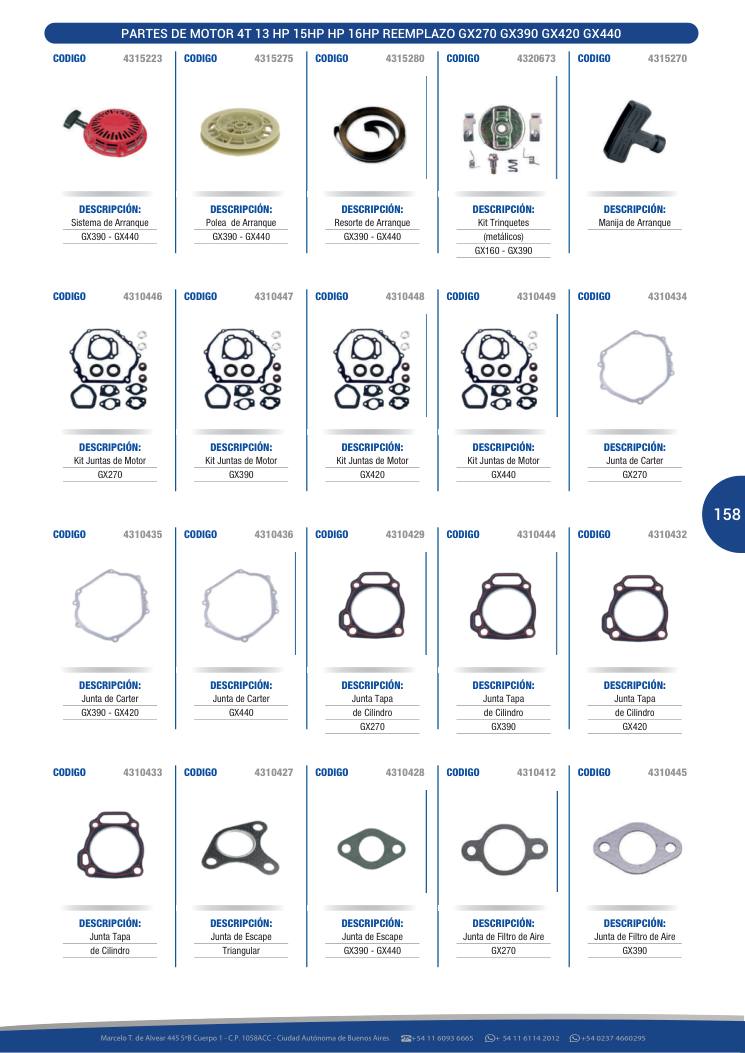 PARTES DE MOTOR 4T 13 HP 15HP HP 16HP REEMPLAZO GX270 GX390 GX420 GX440
CODIGO 4315223
DESCRIPCIÓN:
Sistema de Arranque
GX390 - GX440
CODIGO 4315275
DESCRIPCIÓN:
Polea de Arranque
GX390 - GX440
CODIGO 4315280
DESCRIPCIÓN:
Resorte de Arranque
GX390 - GX440
CODIGO 4320673
DESCRIPCIÓN:
Kit Trinquetes
(metálicos)
GX160 - GX390
CODIGO 4315270
DESCRIPCIÓN:
Manija de Arranque
CODIGO 4310446
DESCRIPCIÓN:
Kit Juntas de Motor
GX270
CODIGO 4310447
DESCRIPCIÓN:
Kit Juntas de Motor
GX390
CODIGO 4310448
DESCRIPCIÓN:
Kit Juntas de Motor
GX420
CODIGO 4310449
DESCRIPCIÓN:
Kit Juntas de Motor
GX440
CODIGO 4310434
DESCRIPCIÓN:
Junta de Carter
GX270
158
CODIGO 4310435
DESCRIPCIÓN:
Junta de Carter
GX390 - GX420
CODIGO 4310436
DESCRIPCIÓN:
Junta de Carter
GX440
CODIGO 4310429
DESCRIPCIÓN:
Junta Tapa
de Cilindro
GX270
CODIGO 4310444
DESCRIPCIÓN:
Junta Tapa
de Cilindro
GX390
CODIGO 4310432
DESCRIPCIÓN:
Junta Tapa
de Cilindro
GX420
CODIGO 4310433
DESCRIPCIÓN:
Junta Tapa
de Cilindro
CODIGO 4310427
DESCRIPCIÓN:
Junta de Escape
Triangular
CODIGO 4310428
DESCRIPCIÓN:
Junta de Escape
GX390 - GX440
CODIGO 4310412
DESCRIPCIÓN:
Junta de Filtro de Aire
GX270
CODIGO 4310445
DESCRIPCIÓN:
Junta de Filtro de Aire
GX390
Marcelo T. de Alvear 445 5ºB Cuerpo 1 - C.P. 1058ACC - Ciudad Autónoma de Buenos Aires. +54 11 6093 6665 + 54 11 6114 2012 +54 0237 4660295